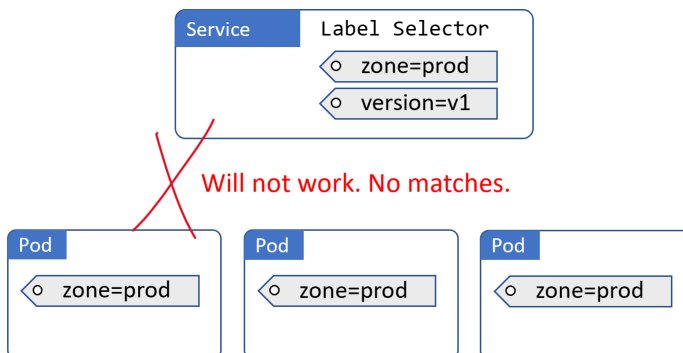 Service
Label Selector
zone=prod
version=v1
Will not work. No matches.
Pod
zone=prod
Pod
zone=prod
Pod
zone=prod